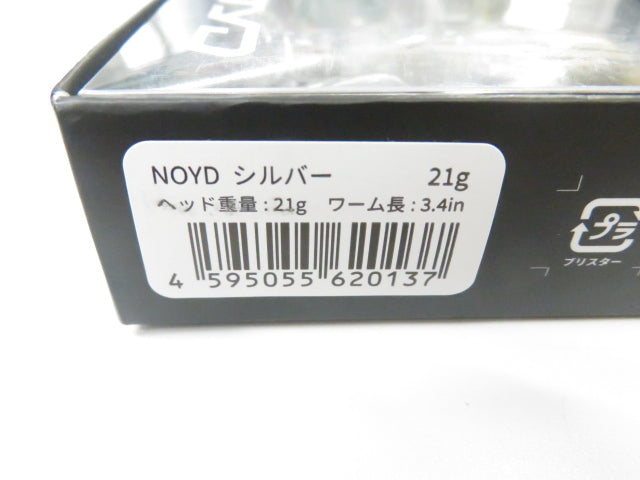 NOYD シルバー 21g
ヘッド重量：21g ワーム長：3.4in
4 595055 620137
プラ
ブリスター